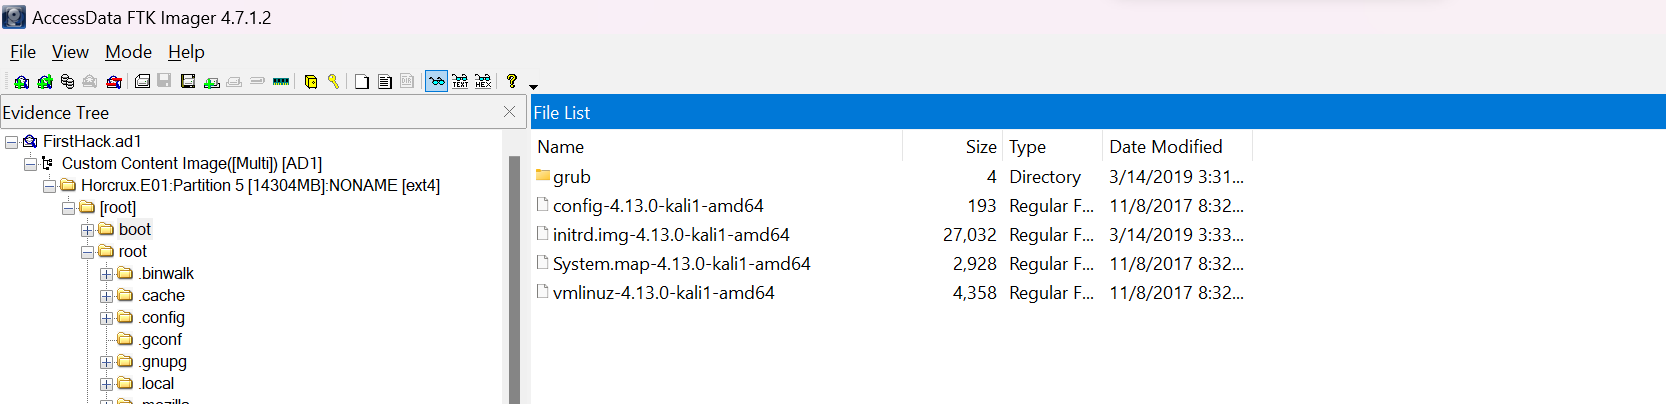 AccessData FTK Imager 4.7.1.2
File View Mode Help
TEXT HEX ?
Evidence Tree
File List
FirstHack.ad1
Custom Content Image([Multi]) [AD1]
Horcrux.E01:Partition 5 [14304MB]:NONAME [ext4]
[root]
boot
root
.binwalk
.cache
.config
.gconf
.gnupg
.local
.mozilla
Name Size Type Date Modified
grub 4 Directory 3/14/2019 3:31...
config-4.13.0-kali1-amd64 193 Regular F... 11/8/2017 8:32...
initrd.img-4.13.0-kali1-amd64 27,032 Regular F... 3/14/2019 3:33...
System.map-4.13.0-kali1-amd64 2,928 Regular F... 11/8/2017 8:32...
vmlinuz-4.13.0-kali1-amd64 4,358 Regular F... 11/8/2017 8:32...